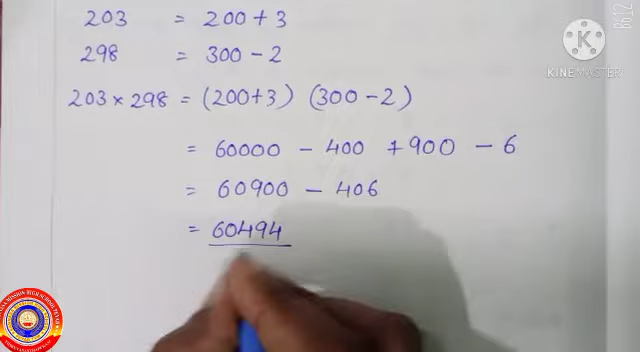 203 = 200 + 3
298 = 300 - 2
203 × 298 = (200+3) (300 - 2)
= 60000 - 400 + 900 - 6
= 60900 - 406
= 60494
KINEMASTER